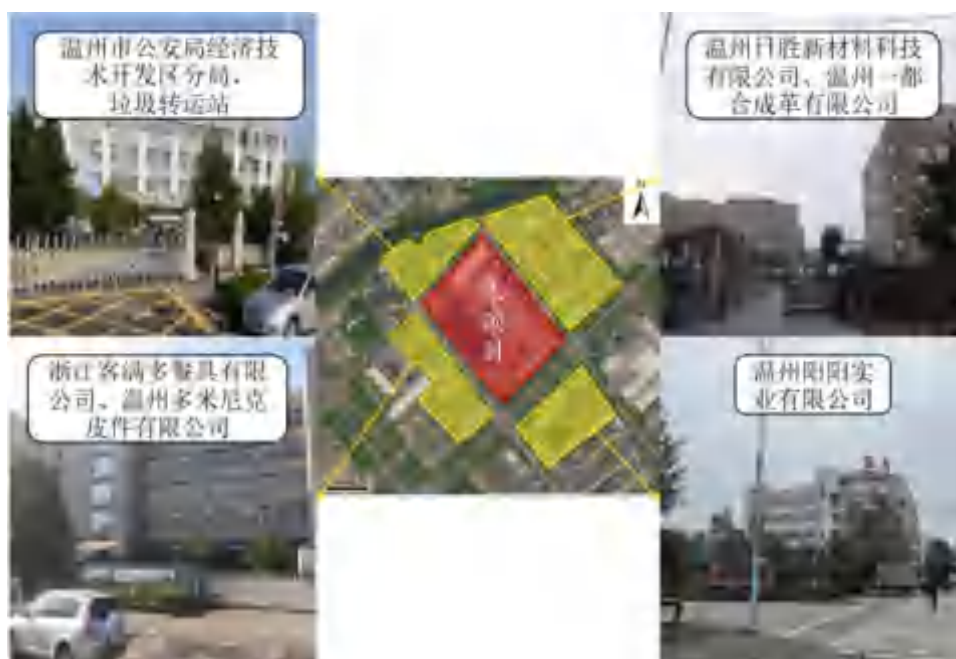 温州市公安局经济技
术开发区分局、
垃圾转运站
温州日胜新材料科技
有限公司、温州一都
合成革有限公司
浙江客满多餐具有限
公司、温州多米尼克
皮件有限公司
温州阳阳实
业有限公司
N